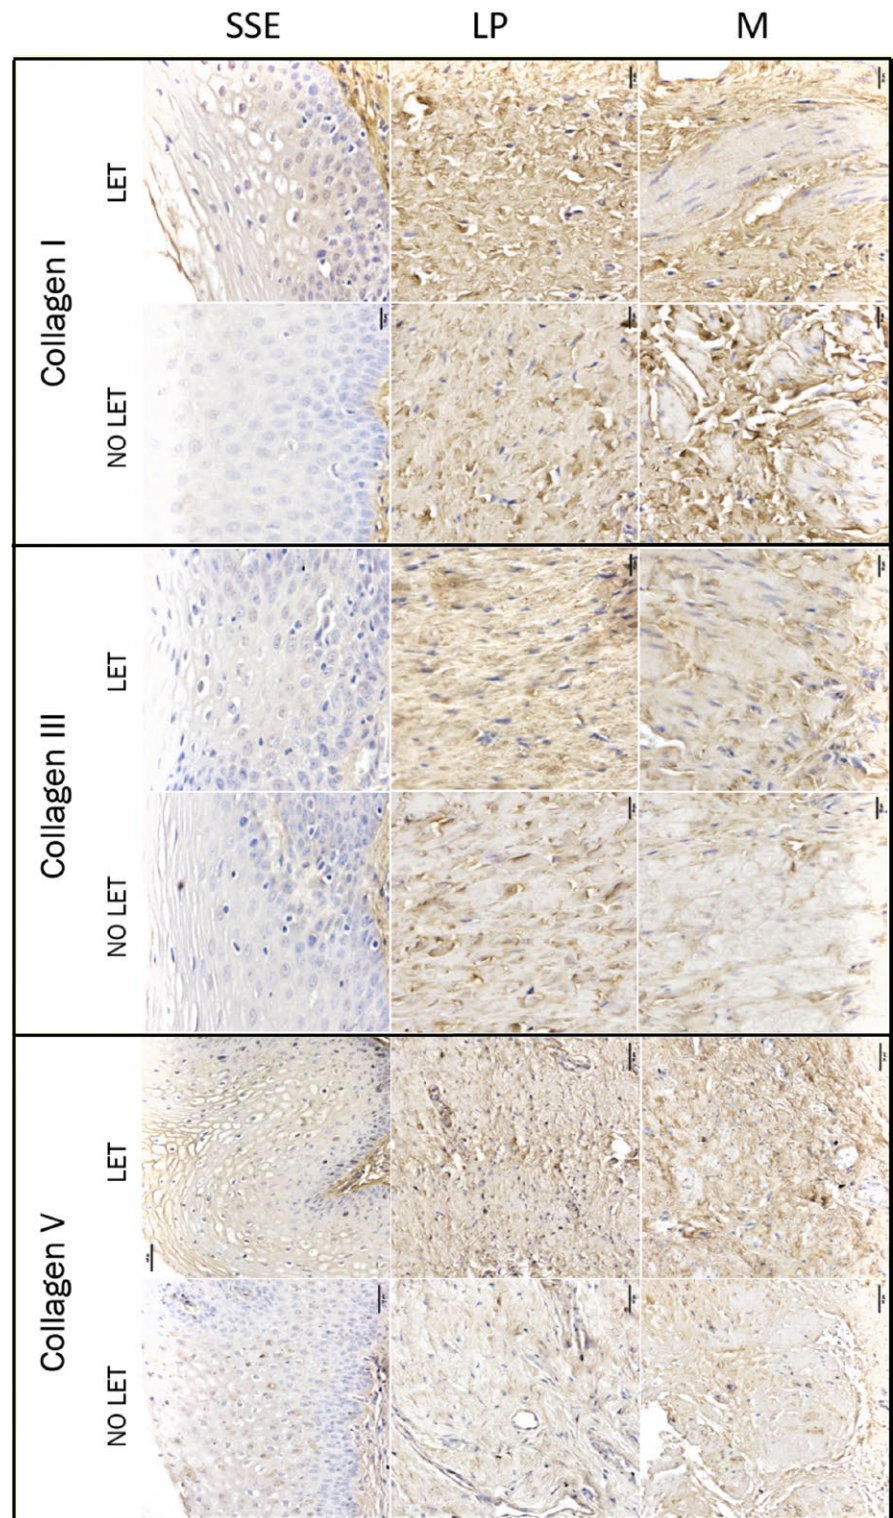 SSE LP M
Collagen I
LET
NO LET
Collagen III
LET
NO LET
Collagen V
LET
NO LET